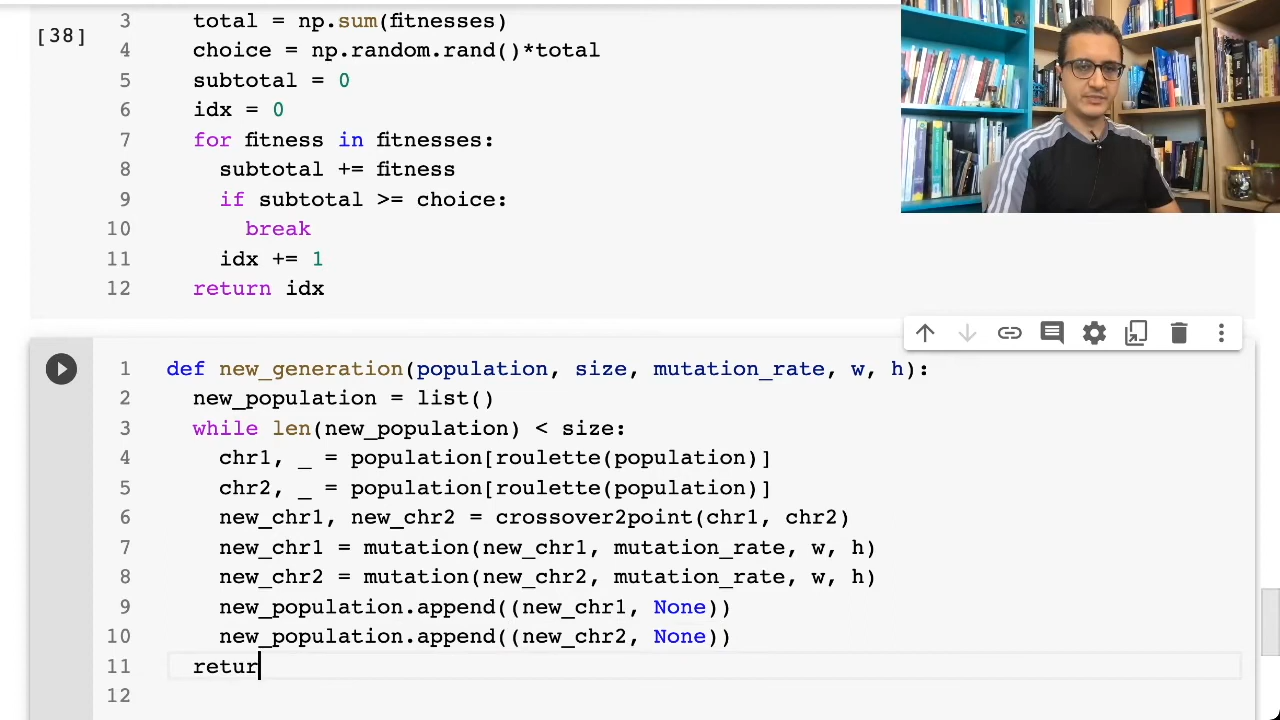 [38]
3 total = np.sum(fitnesses)
4 choice = np.random.rand()*total
5 subtotal = 0
6 idx = 0
7 for fitness in fitnesses:
8 subtotal += fitness
9 if subtotal >= choice:
10 break
11 idx += 1
12 return idx
1 def new_generation(population, size, mutation_rate, w, h):
2 new_population = list()
3 while len(new_population) < size:
4 chr1, _ = population[roulette(population)]
5 chr2, _ = population[roulette(population)]
6 new_chr1, new_chr2 = crossover2point(chr1, chr2)
7 new_chr1 = mutation(new_chr1, mutation_rate, w, h)
8 new_chr2 = mutation(new_chr2, mutation_rate, w, h)
9 new_population.append((new_chr1, None))
10 new_population.append((new_chr2, None))
11 retur
12